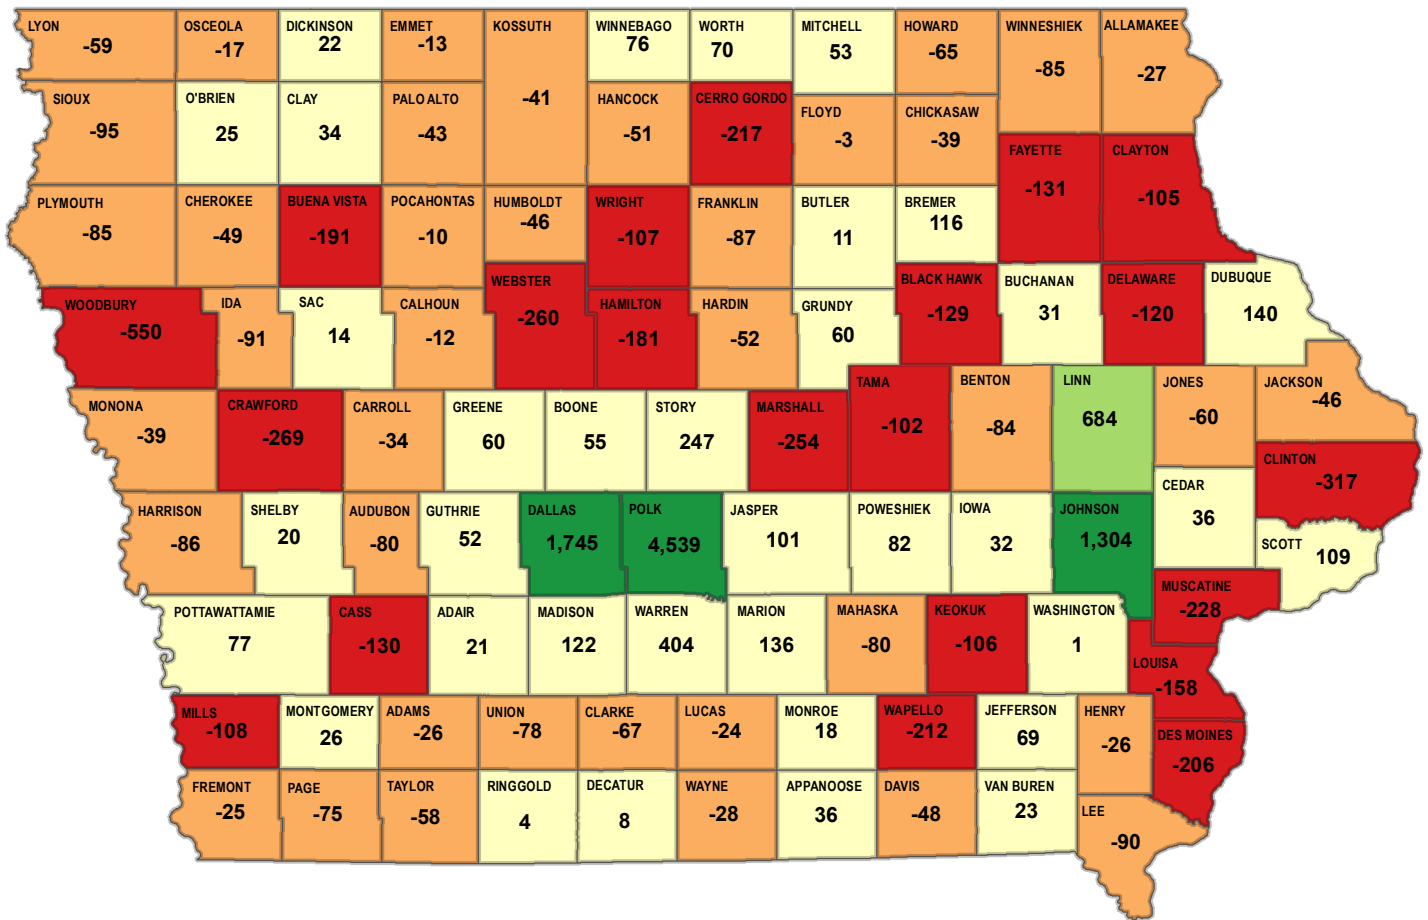 LYON
-59
OSCEOLA
-17
DICKINSON
22
EMMET
-13
KOSSUTH
-41
WINNEBAGO
76
WORTH
70
MITCHELL
53
HOWARD
-65
WINNESHIEK
-85
ALLAMAKEE
-27
SIOUX
-95
O'BRIEN
25
CLAY
34
PALO ALTO
-43
HANCOCK
-51
CERRO GORDO
-217
FLOYD
-3
CHICKASAW
-39
FAYETTE
-131
CLAYTON
-105
PLYMOUTH
-85
CHEROKEE
-49
BUENA VISTA
-191
POCAHONTAS
-10
HUMBOLDT
-46
WRIGHT
-107
FRANKLIN
-87
BUTLER
11
BREMER
116
WOODBURY
-550
IDA
-91
SAC
14
CALHOUN
-12
WEBSTER
-260
HAMILTON
-181
HARDIN
-52
GRUNDY
60
BLACK HAWK
-129
BUCHANAN
31
DELAWARE
-120
DUBUQUE
140
MONONA
-39
CRAWFORD
-269
CARROLL
-34
GREENE
60
BOONE
55
STORY
247
MARSHALL
-254
TAMA
-102
BENTON
-84
LINN
684
JONES
-60
JACKSON
-46
CLINTON
-317
HARRISON
-86
SHELBY
20
AUDUBON
-80
GUTHRIE
52
DALLAS
1,745
POLK
4,539
JASPER
101
POWESHIEK
82
IOWA
32
JOHNSON
1,304
CEDAR
36
SCOTT
109
MUSCATINE
-228
POTTAWATTAMIE
77
CASS
-130
ADAIR
21
MADISON
122
WARREN
404
MARION
136
MAHASKA
-80
KEOKUK
-106
WASHINGTON
1
LOUISA
-158
MILLS
-108
MONTGOMERY
26
ADAMS
-26
UNION
-78
CLARKE
-67
LUCAS
-24
MONROE
18
WAPELLO
-212
JEFFERSON
69
HENRY
-26
DES MOINES
-206
FREMONT
-25
PAGE
-75
TAYLOR
-58
RINGGOLD
4
DECATUR
8
WAYNE
-28
APPANOOSE
36
DAVIS
-48
VAN BUREN
23
LEE
-90